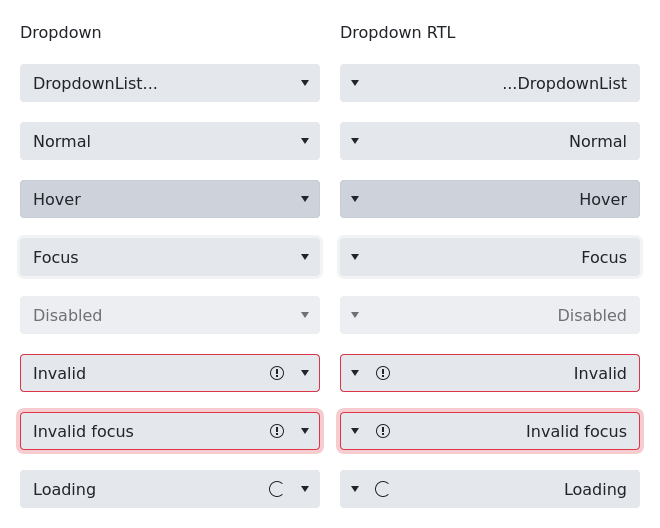 Dropdown
DropdownList...
Normal
Hover
Focus
Disabled
Invalid
Invalid focus
Loading
Dropdown RTL
...DropdownList
Normal
Hover
Focus
Disabled
Invalid
Invalid focus
Loading